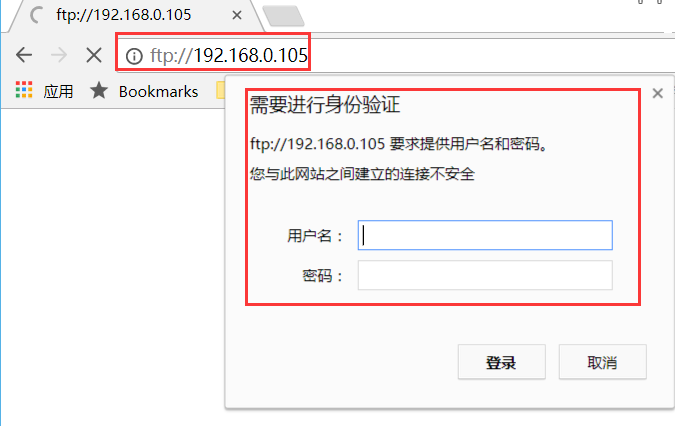 ftp://192.168.0.105
ftp://192.168.0.105
应用 Bookmarks
需要进行身份验证
ftp://192.168.0.105 要求提供用户名和密码。
您与此网站之间建立的连接不安全
用户名：
密码：
登录 取消